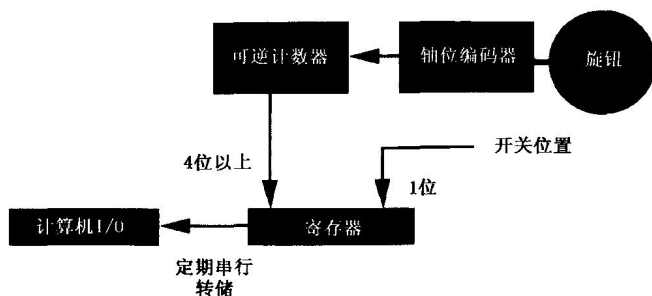 可逆计数器
轴位编码器
旋钮
4位以上
开关位置
1位
计算机I/O
寄存器
定期串行
转储